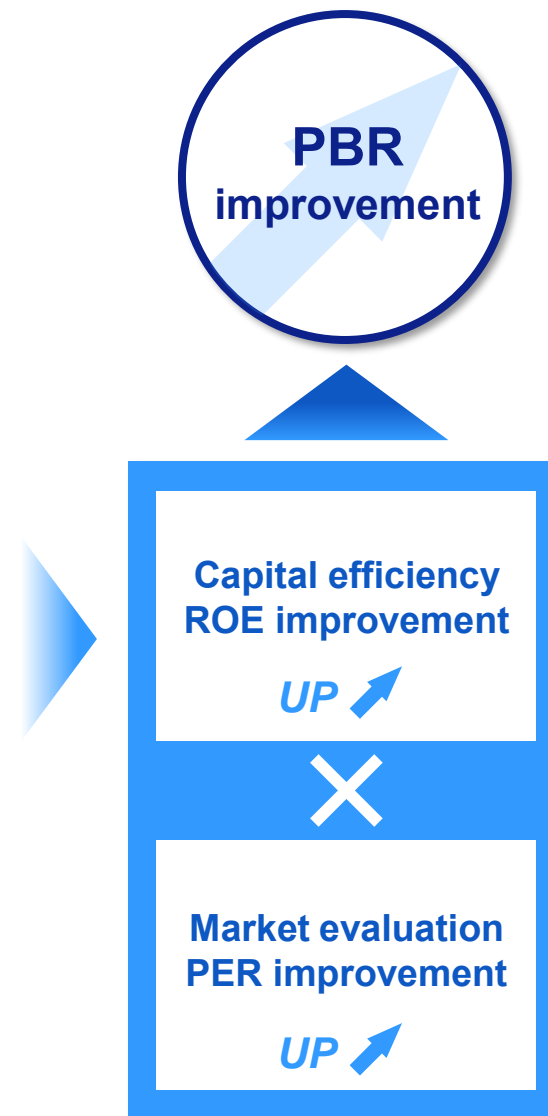 PBR
improvement
Capital efficiency
ROE improvement
UP
×
Market evaluation
PER improvement
UP